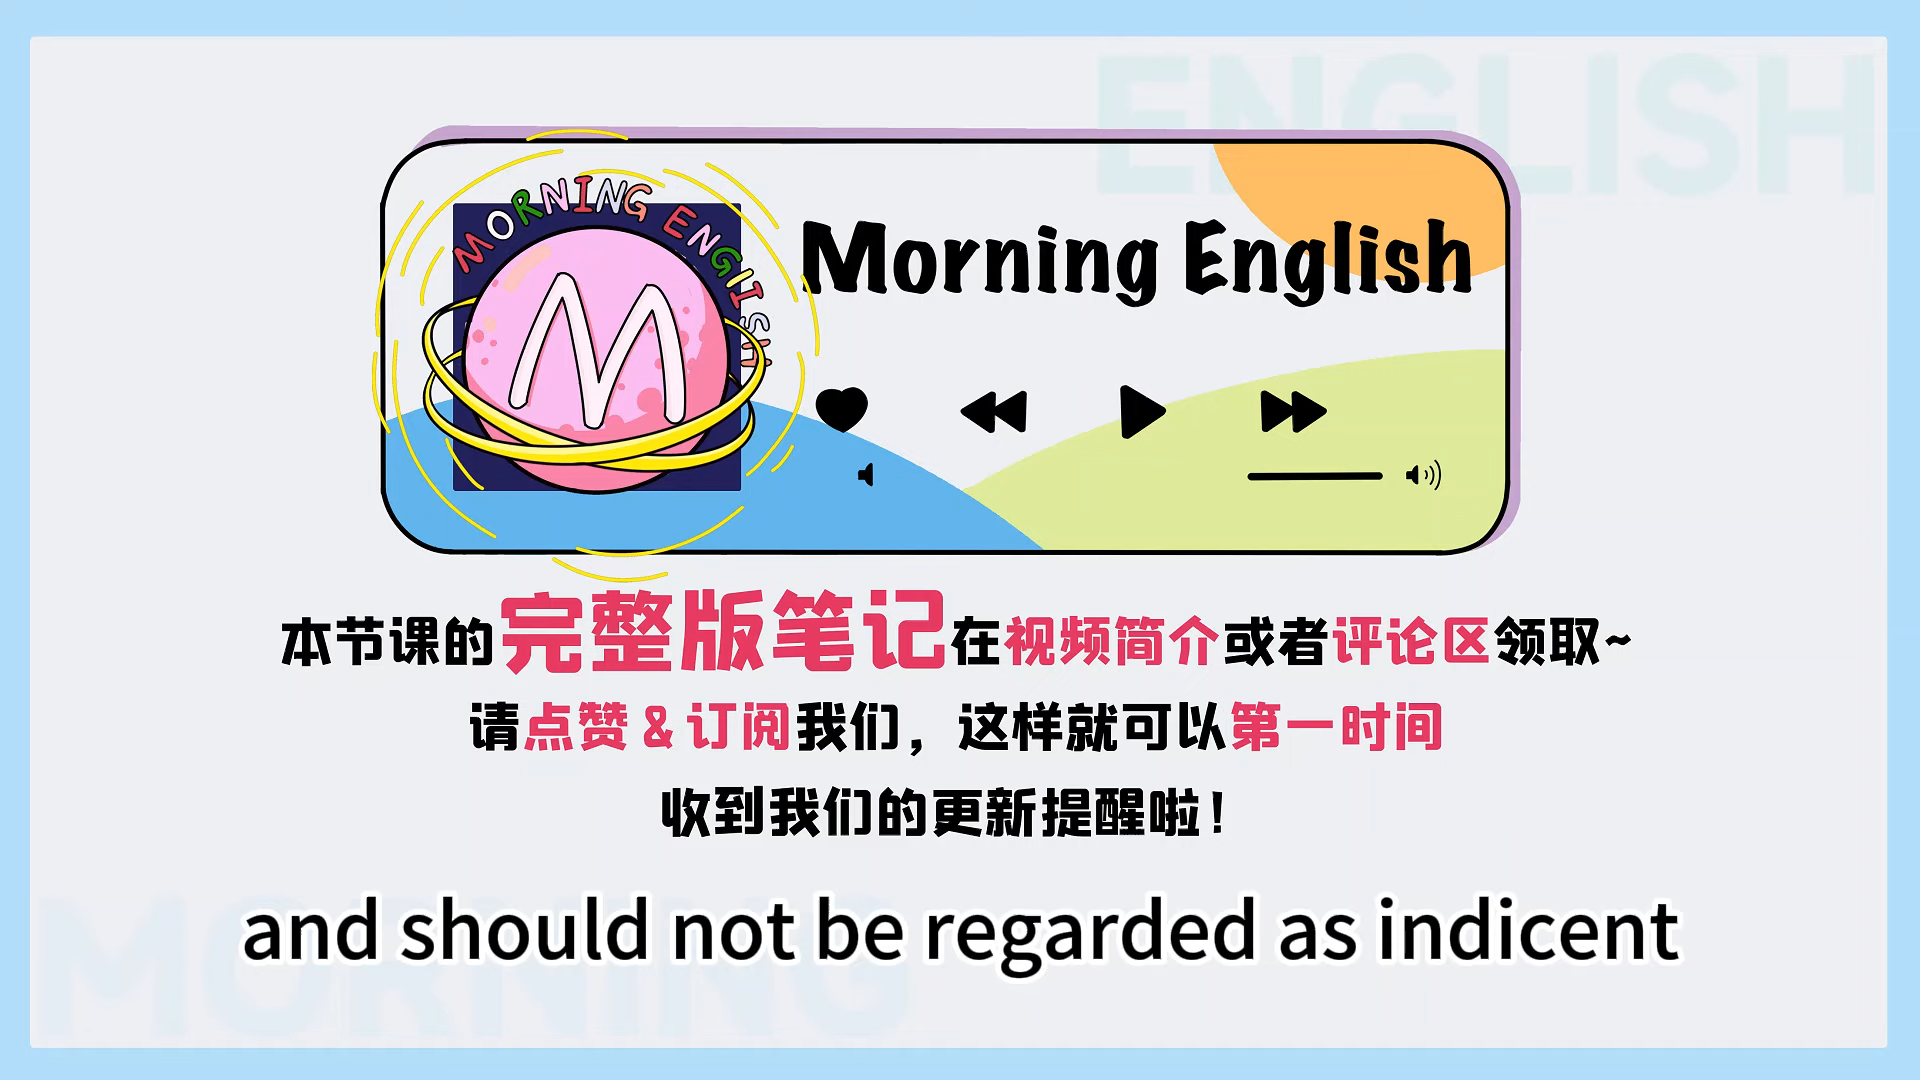 ENGLISH
MORNING ENGLISH
M
Morning English
本节课的完整版笔记在视频简介或者评论区领取~
请点赞&订阅我们，这样就可以第一时间
收到我们的更新提醒啦！
MORNING
and should not be regarded as indicent